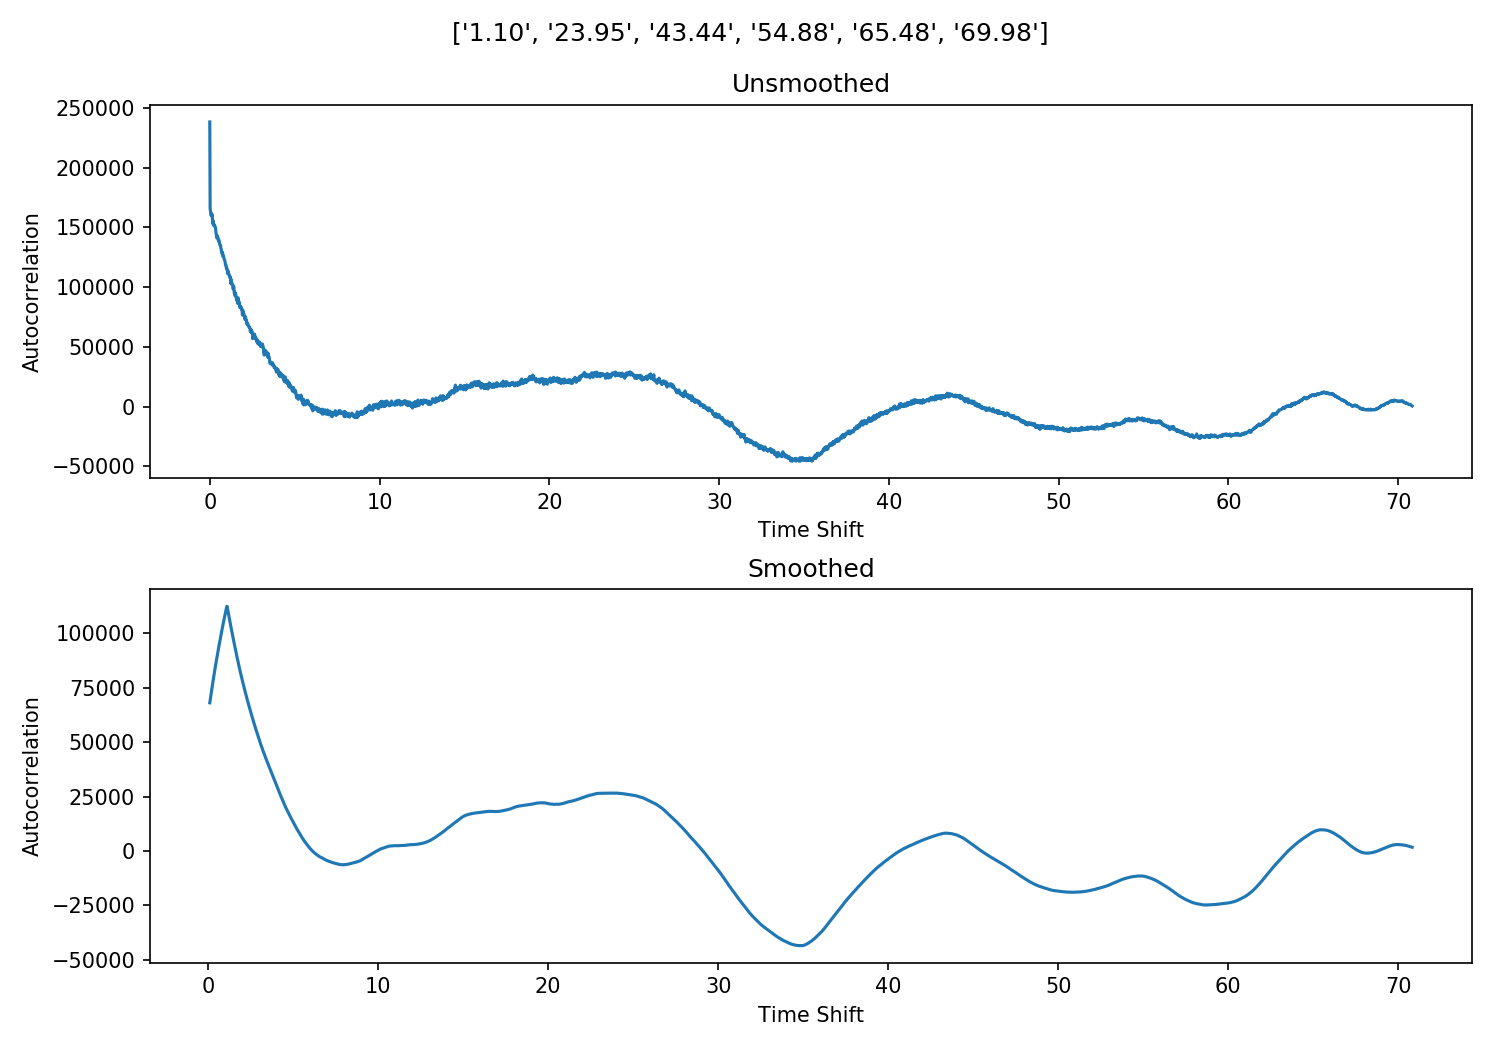 ['1.10', '23.95', '43.44', '54.88', '65.48', '69.98']
Unsmoothed
250000
200000
150000
100000
50000
0
−50000
Autocorrelation
0 10 20 30 40 50 60 70
Time Shift
Smoothed
100000
75000
50000
25000
0
−25000
−50000
Autocorrelation
0 10 20 30 40 50 60 70
Time Shift